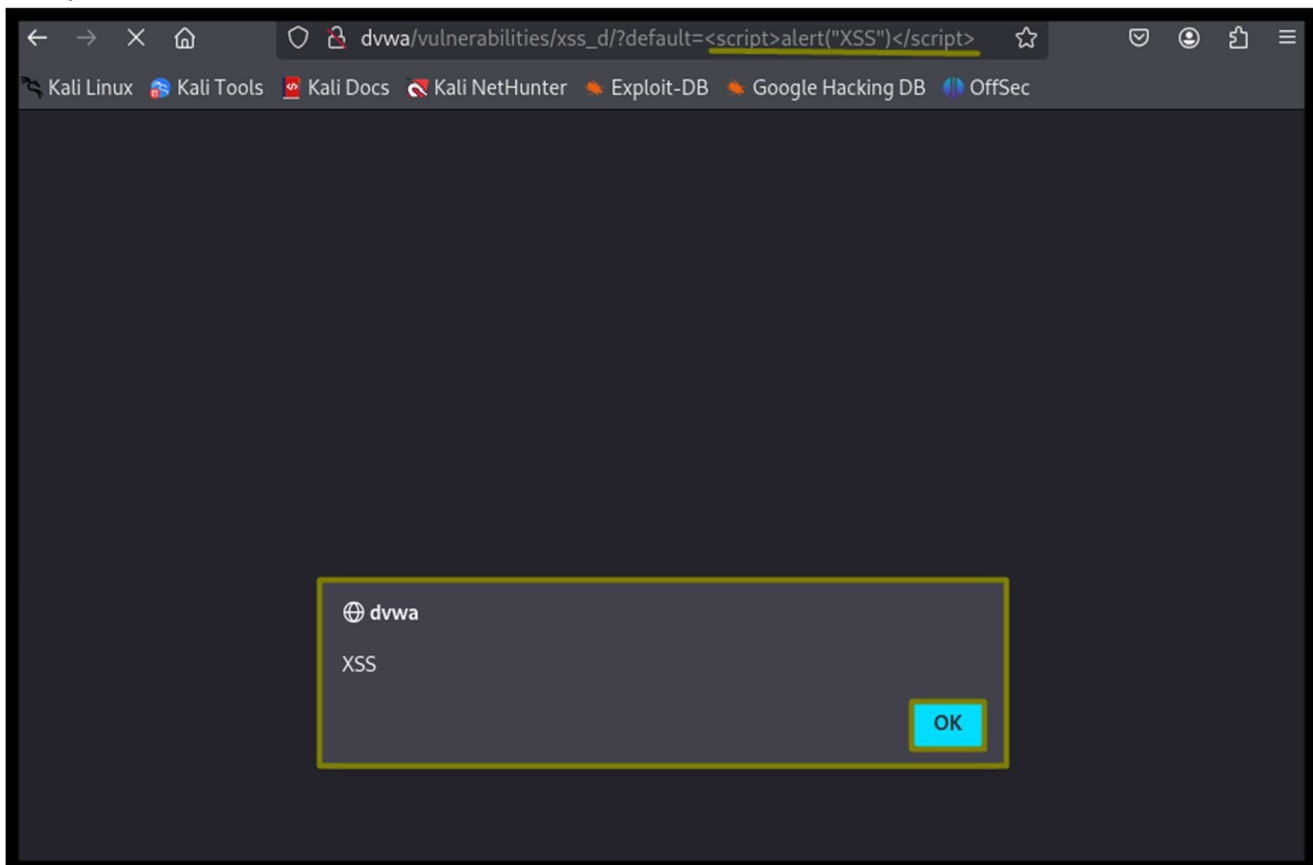 dvwa/vulnerabilities/xss_d/?default=<script>alert("XSS")</script>
Kali Linux Kali Tools Kali Docs Kali NetHunter Exploit-DB Google Hacking DB OffSec
dvwa
XSS
OK